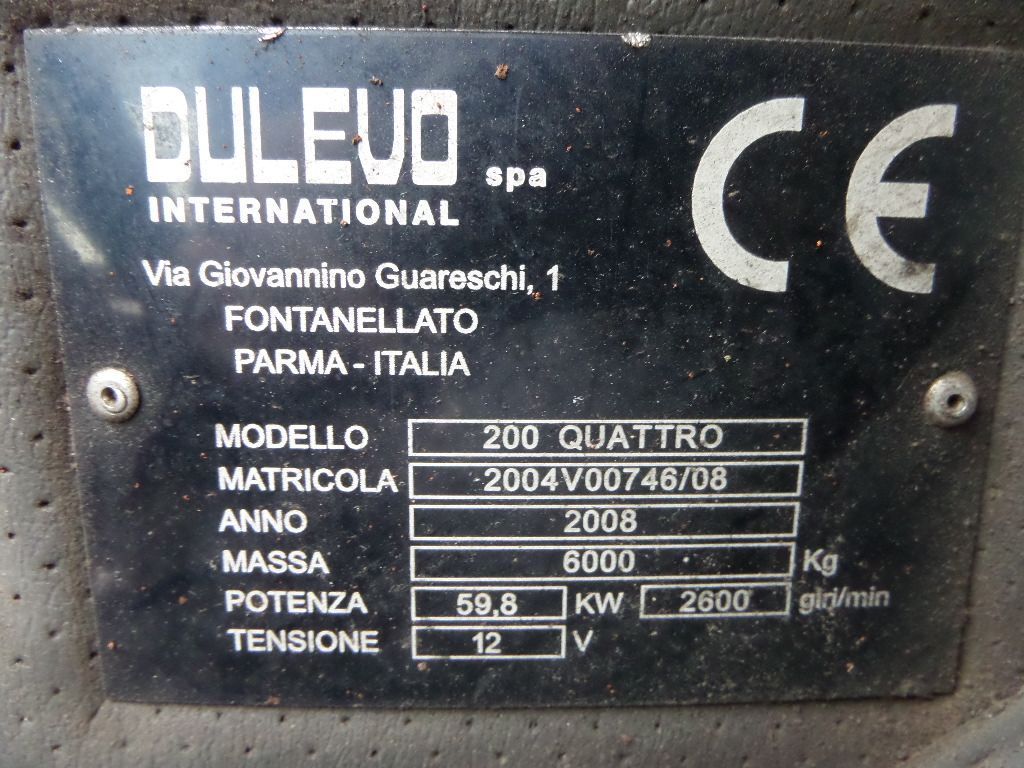 DULEVO spa
INTERNATIONAL
CE
Via Giovannino Guareschi, 1
FONTANELLATO
PARMA - ITALIA
MODELLO 200 QUATTRO
MATRICOLA 2004V00746/08
ANNO 2008
MASSA 6000 Kg
POTENZA 59,8 KW 2600 giri/min
TENSIONE 12 V